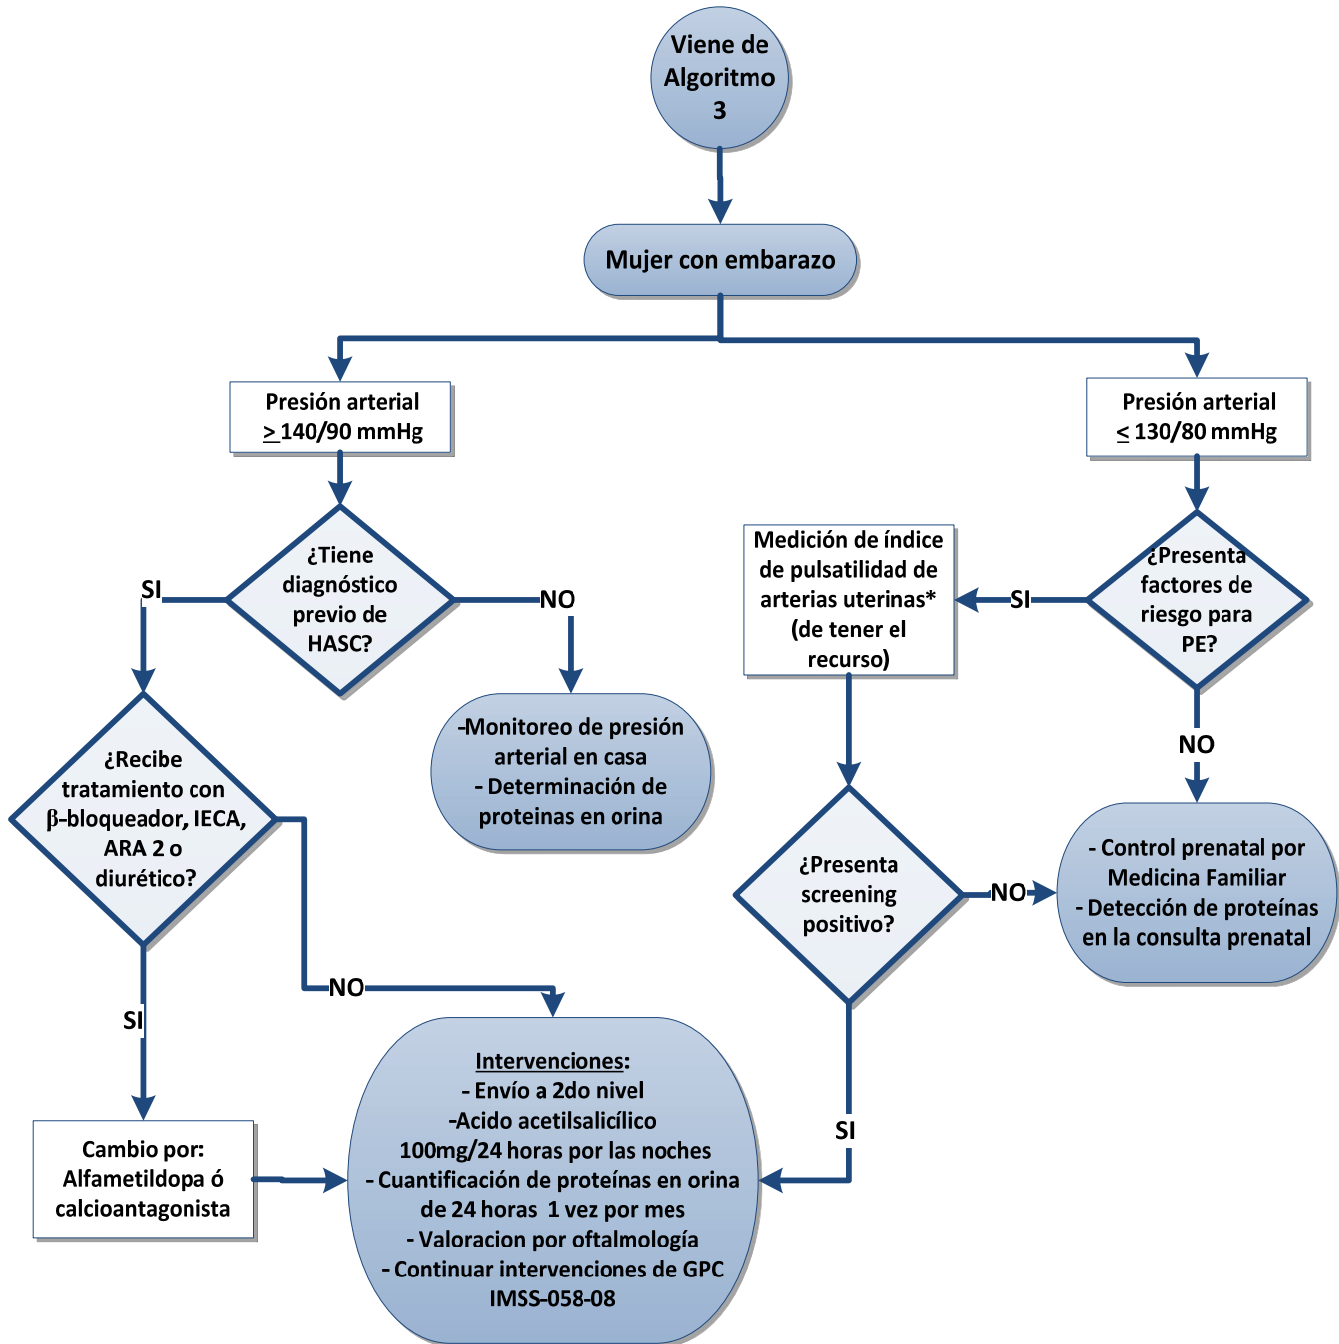 Viene de
Algoritmo
3
Mujer con embarazo
Presión arterial
≥ 140/90 mmHg
Presión arterial
≤ 130/80 mmHg
¿Tiene
diagnóstico
previo de
HASC?
SI
NO
Medición de índice
de pulsatilidad de
arterias uterinas*
(de tener el
recurso)
SI
¿Presenta
factores de
riesgo para
PE?
NO
-Monitoreo de presión
arterial en casa
- Determinación de
proteinas en orina
¿Recibe
tratamiento con
β-bloqueador, IECA,
ARA 2 o
diurético?
¿Presenta
screening
positivo?
NO
- Control prenatal por
Medicina Familiar
- Detección de proteínas
en la consulta prenatal
NO
SI
SI
Intervenciones:
- Envío a 2do nivel
-Acido acetilsalicílico
100mg/24 horas por las noches
- Cuantificación de proteínas en orina
de 24 horas 1 vez por mes
- Valoracion por oftalmología
- Continuar intervenciones de GPC
IMSS-058-08
Cambio por:
Alfametildopa ó
calcioantagonista